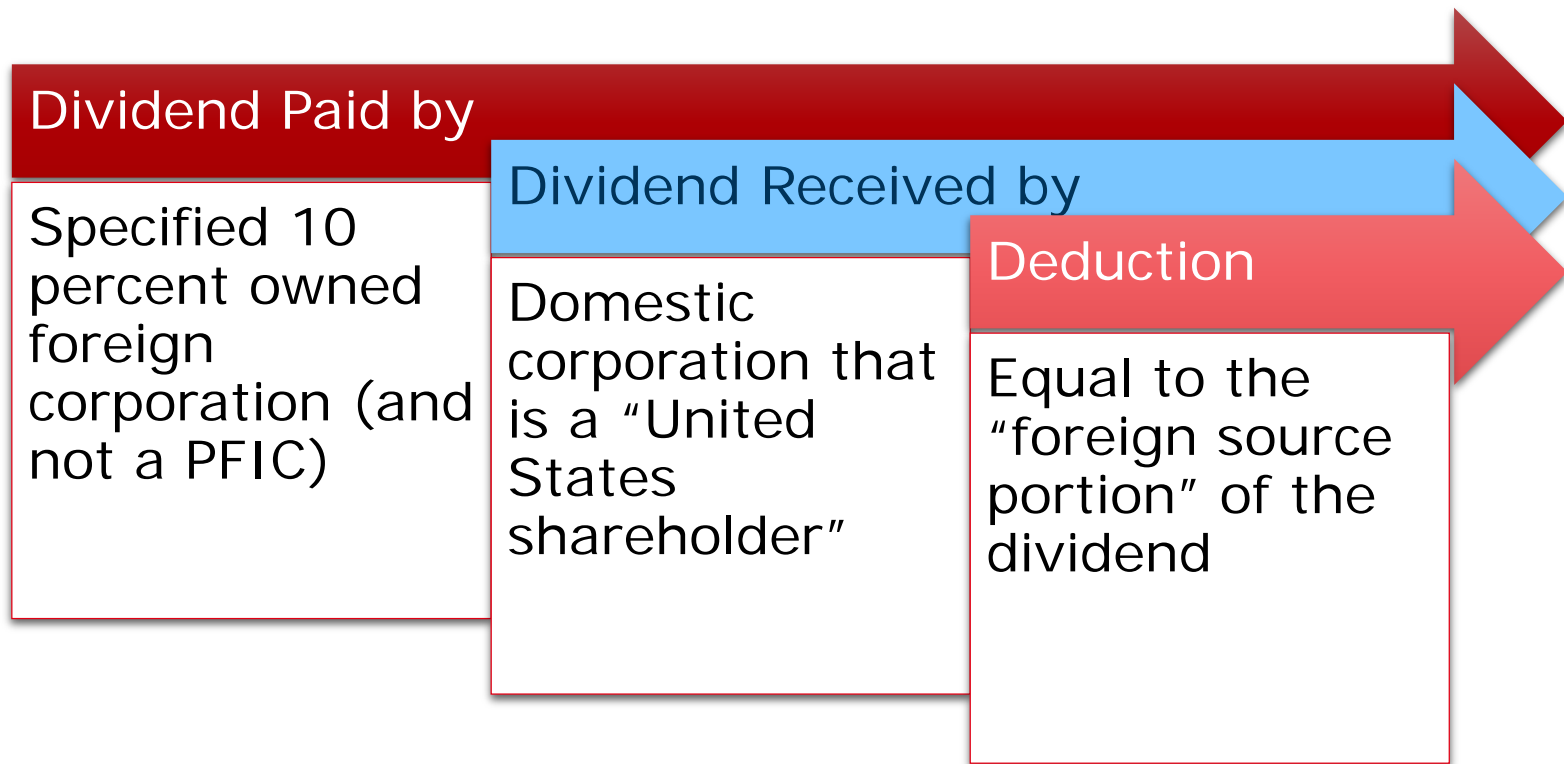 Dividend Paid by
Specified 10
percent owned
foreign
corporation (and
not a PFIC)
Dividend Received by
Domestic
corporation that
is a “United
States
shareholder”
Deduction
Equal to the
“foreign source
portion” of the
dividend